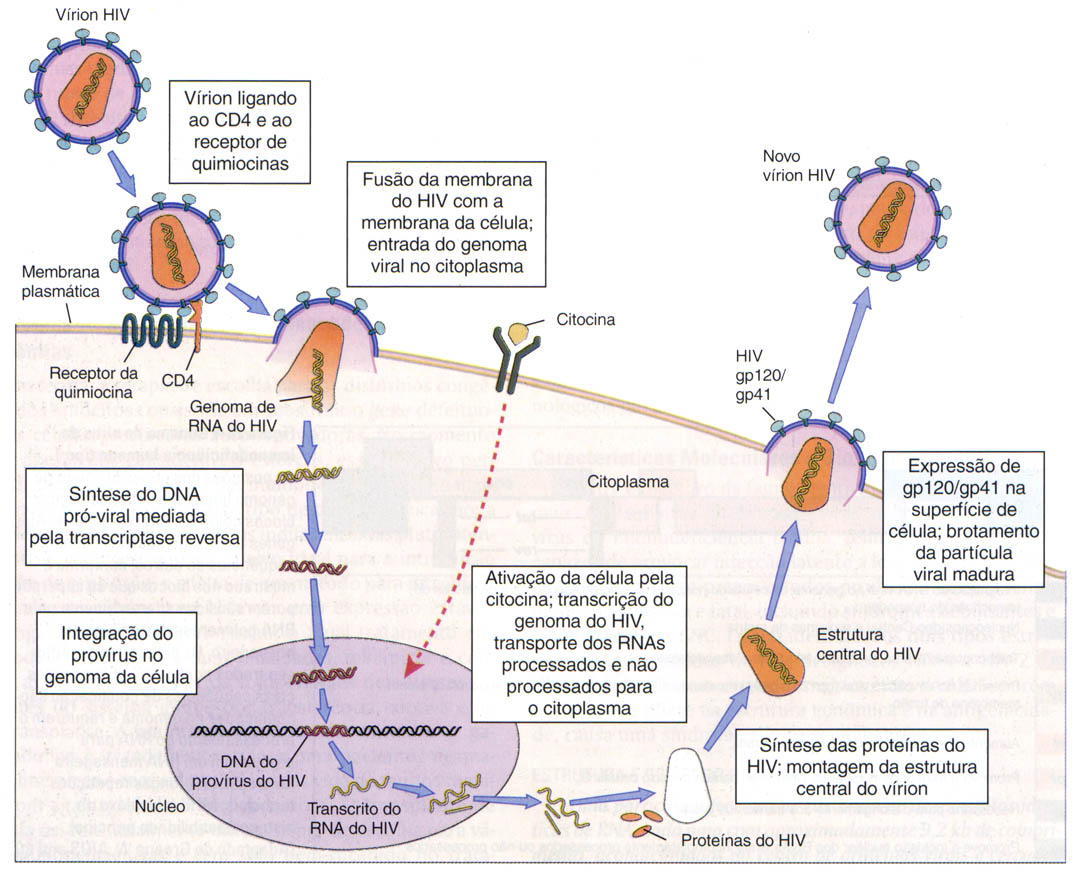 Vírion HIV
Vírion ligando
ao CD4 e ao
receptor de
quimiocinas
Fusão da membrana
do HIV com a
membrana da célula;
entrada do genoma
viral no citoplasma
Novo
vírion HIV
Membrana
plasmática
Citocina
Receptor da
quimiocina
CD4
HIV
gp120/
gp41
Genoma de
RNA do HIV
Síntese do DNA
pró-viral mediada
pela transcriptase reversa
Citoplasma
Expressão de
gp120/gp41 na
superfície de
célula; brotamento
da partícula
viral madura
Ativação da célula pela
citocina; transcrição do
genoma do HIV,
transporte dos RNAs
processados e não
processados para
o citoplasma
Integração do
provírus no
genoma da célula
Estrutura
central do HIV
DNA do
provírus do HIV
Síntese das proteínas do
HIV; montagem da estrutura
central do vírion
Núcleo
Transcrito do
RNA do HIV
Proteínas do HIV